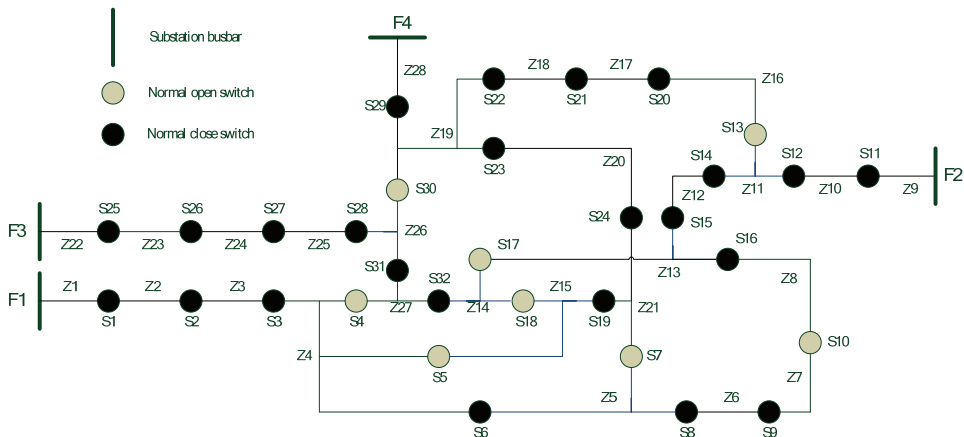 F4
Substation busbar
Z28
Z18
Z17
Z16
Normal open switch
S22
S21
S20
S29
Normal close switch
Z19
S13
S23
Z20
S14
S12
S11
F2
S30
Z12
Z11
Z10
Z9
S25
S26
S27
S28
S24
S15
F3
Z22
Z23
Z24
Z25
Z26
S17
S16
Z13
S31
S32
Z8
F1
Z1
Z2
Z3
Z15
S1
S2
S3
S4
Z27
Z14
S18
S19
Z21
Z4
S5
S7
S10
Z7
Z5
Z6
S6
S8
S9